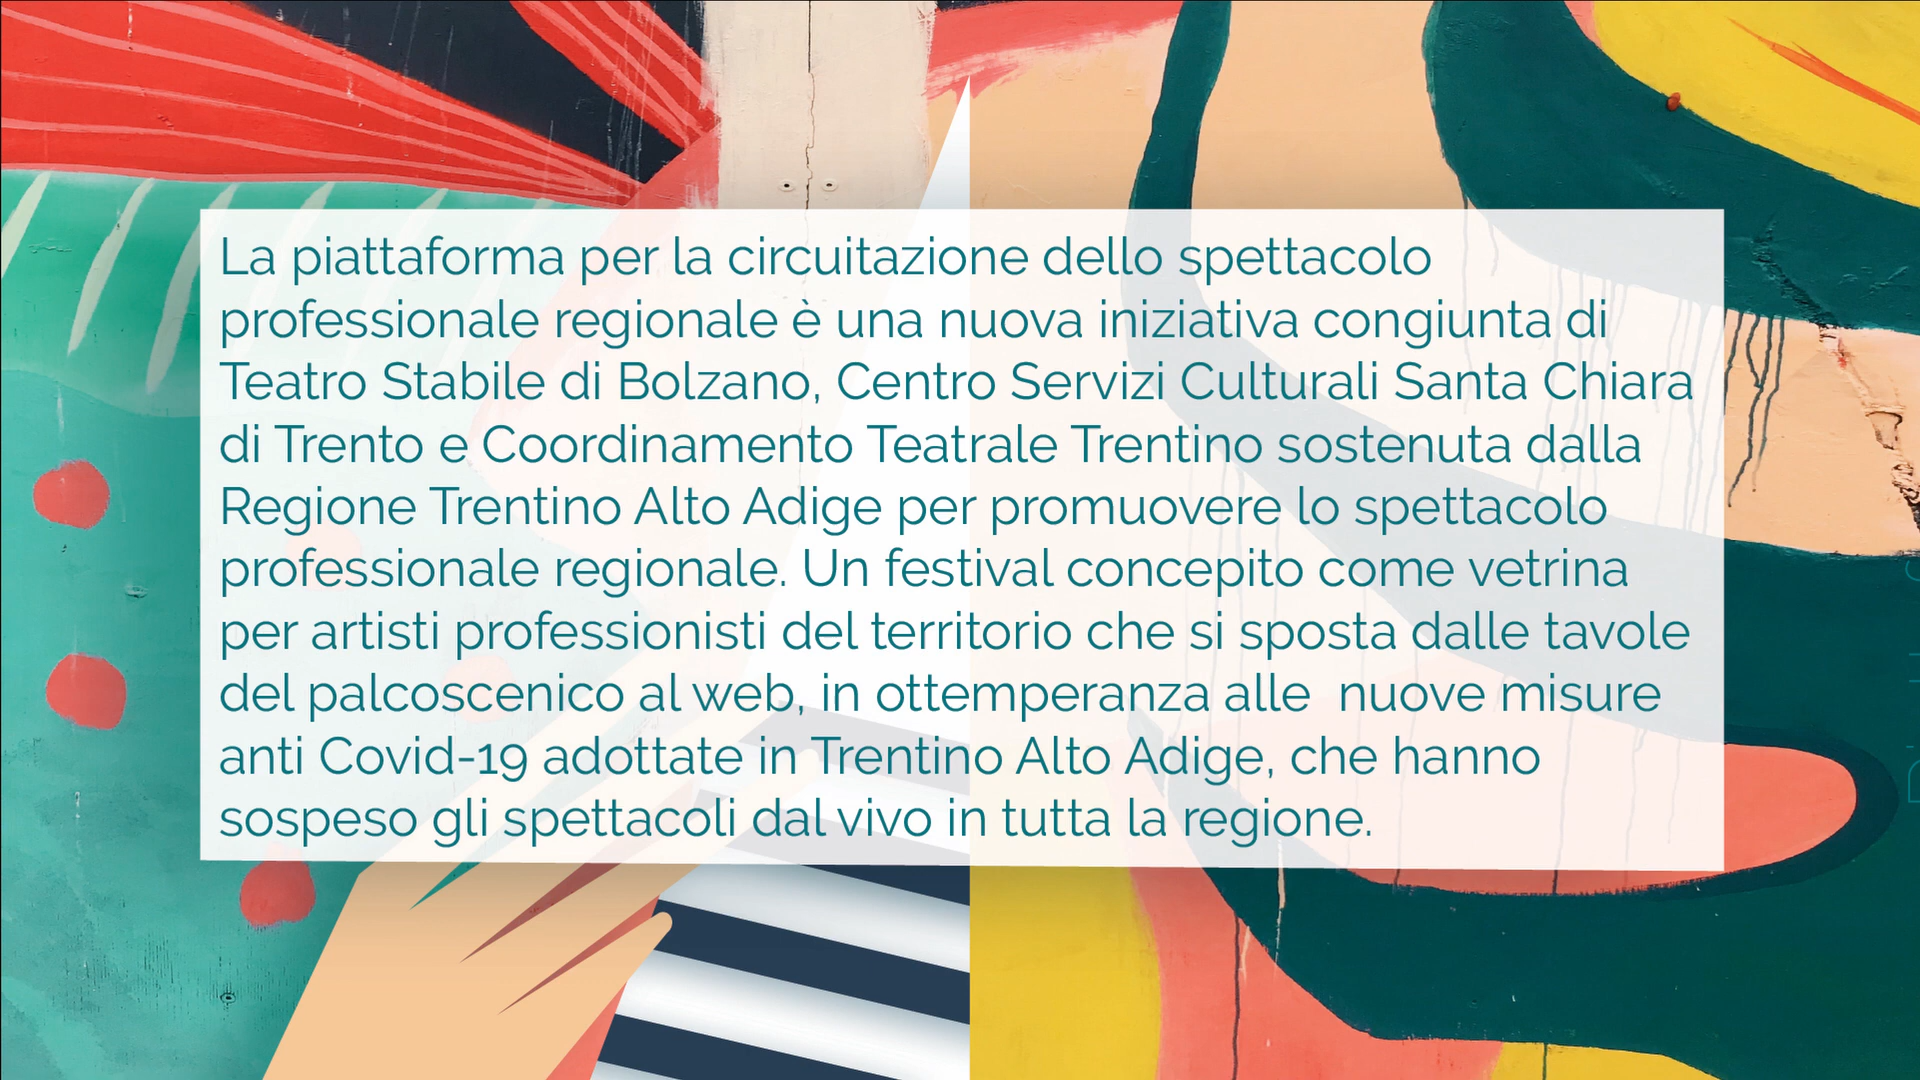 La piattaforma per la circuitazione dello spettacolo
professionale regionale è una nuova iniziativa congiunta di
Teatro Stabile di Bolzano, Centro Servizi Culturali Santa Chiara
di Trento e Coordinamento Teatrale Trentino sostenuta dalla
Regione Trentino Alto Adige per promuovere lo spettacolo
professionale regionale. Un festival concepito come vetrina
per artisti professionisti del territorio che si sposta dalle tavole
del palcoscenico al web, in ottemperanza alle  nuove misure
anti Covid-19 adottate in Trentino Alto Adige, che hanno
sospeso gli spettacoli dal vivo in tutta la regione.